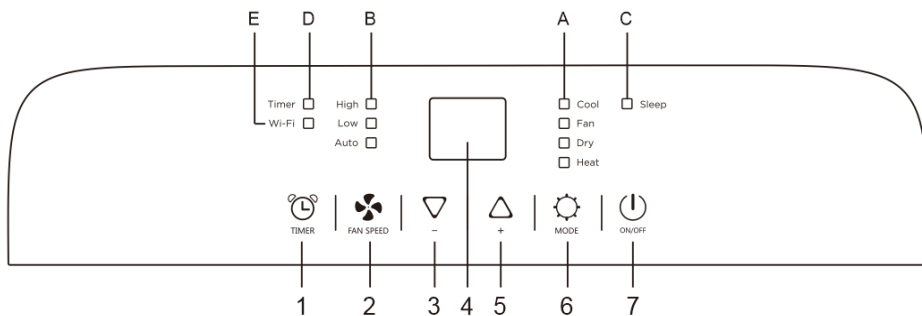 E D B A C
Timer High Cool Sleep
Wi-Fi Low Fan
Auto Dry
Heat
TIMER FAN SPEED − + MODE ON/OFF
1 2 3 4 5 6 7